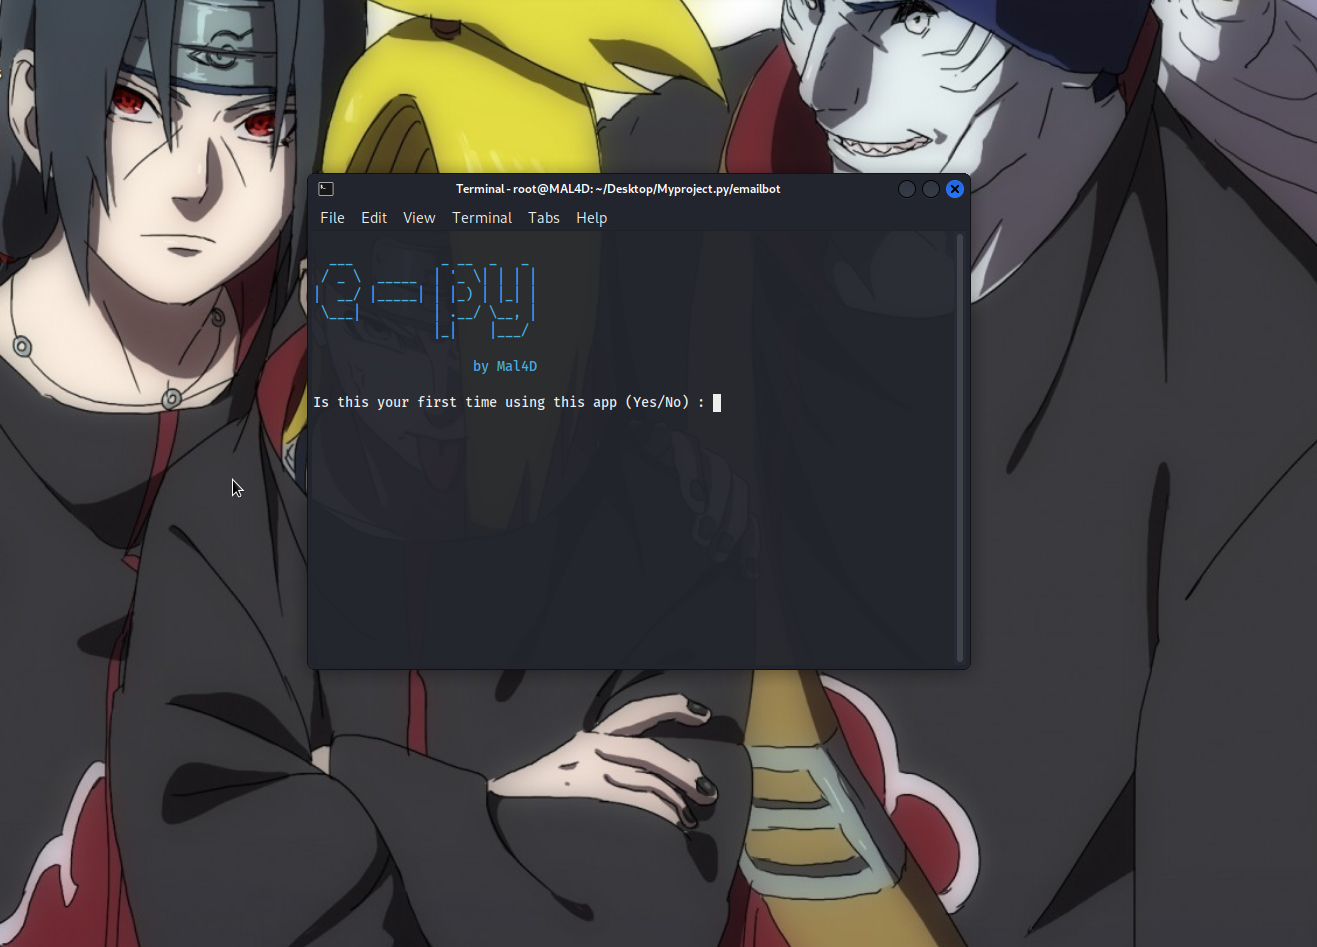 Terminal - root@MAL4D: ~/Desktop/Myproject.py/emailbot
File Edit View Terminal Tabs Help
e-py
by Mal4D
Is this your first time using this app (Yes/No) :